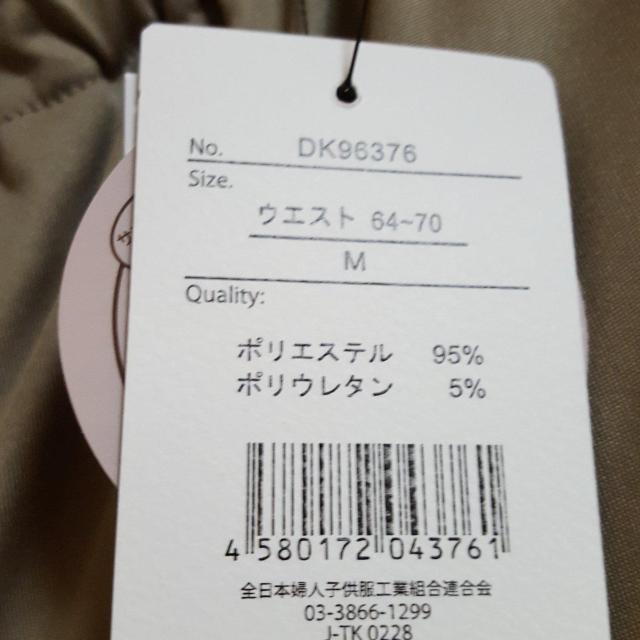 No. DK96376
Size.
ウエスト 64~70
M
Quality:
ポリエステル 95%
ポリウレタン 5%
4 580172 043761
全日本婦人子供服工業組合連合会
03-3866-1299
J-TK 0228